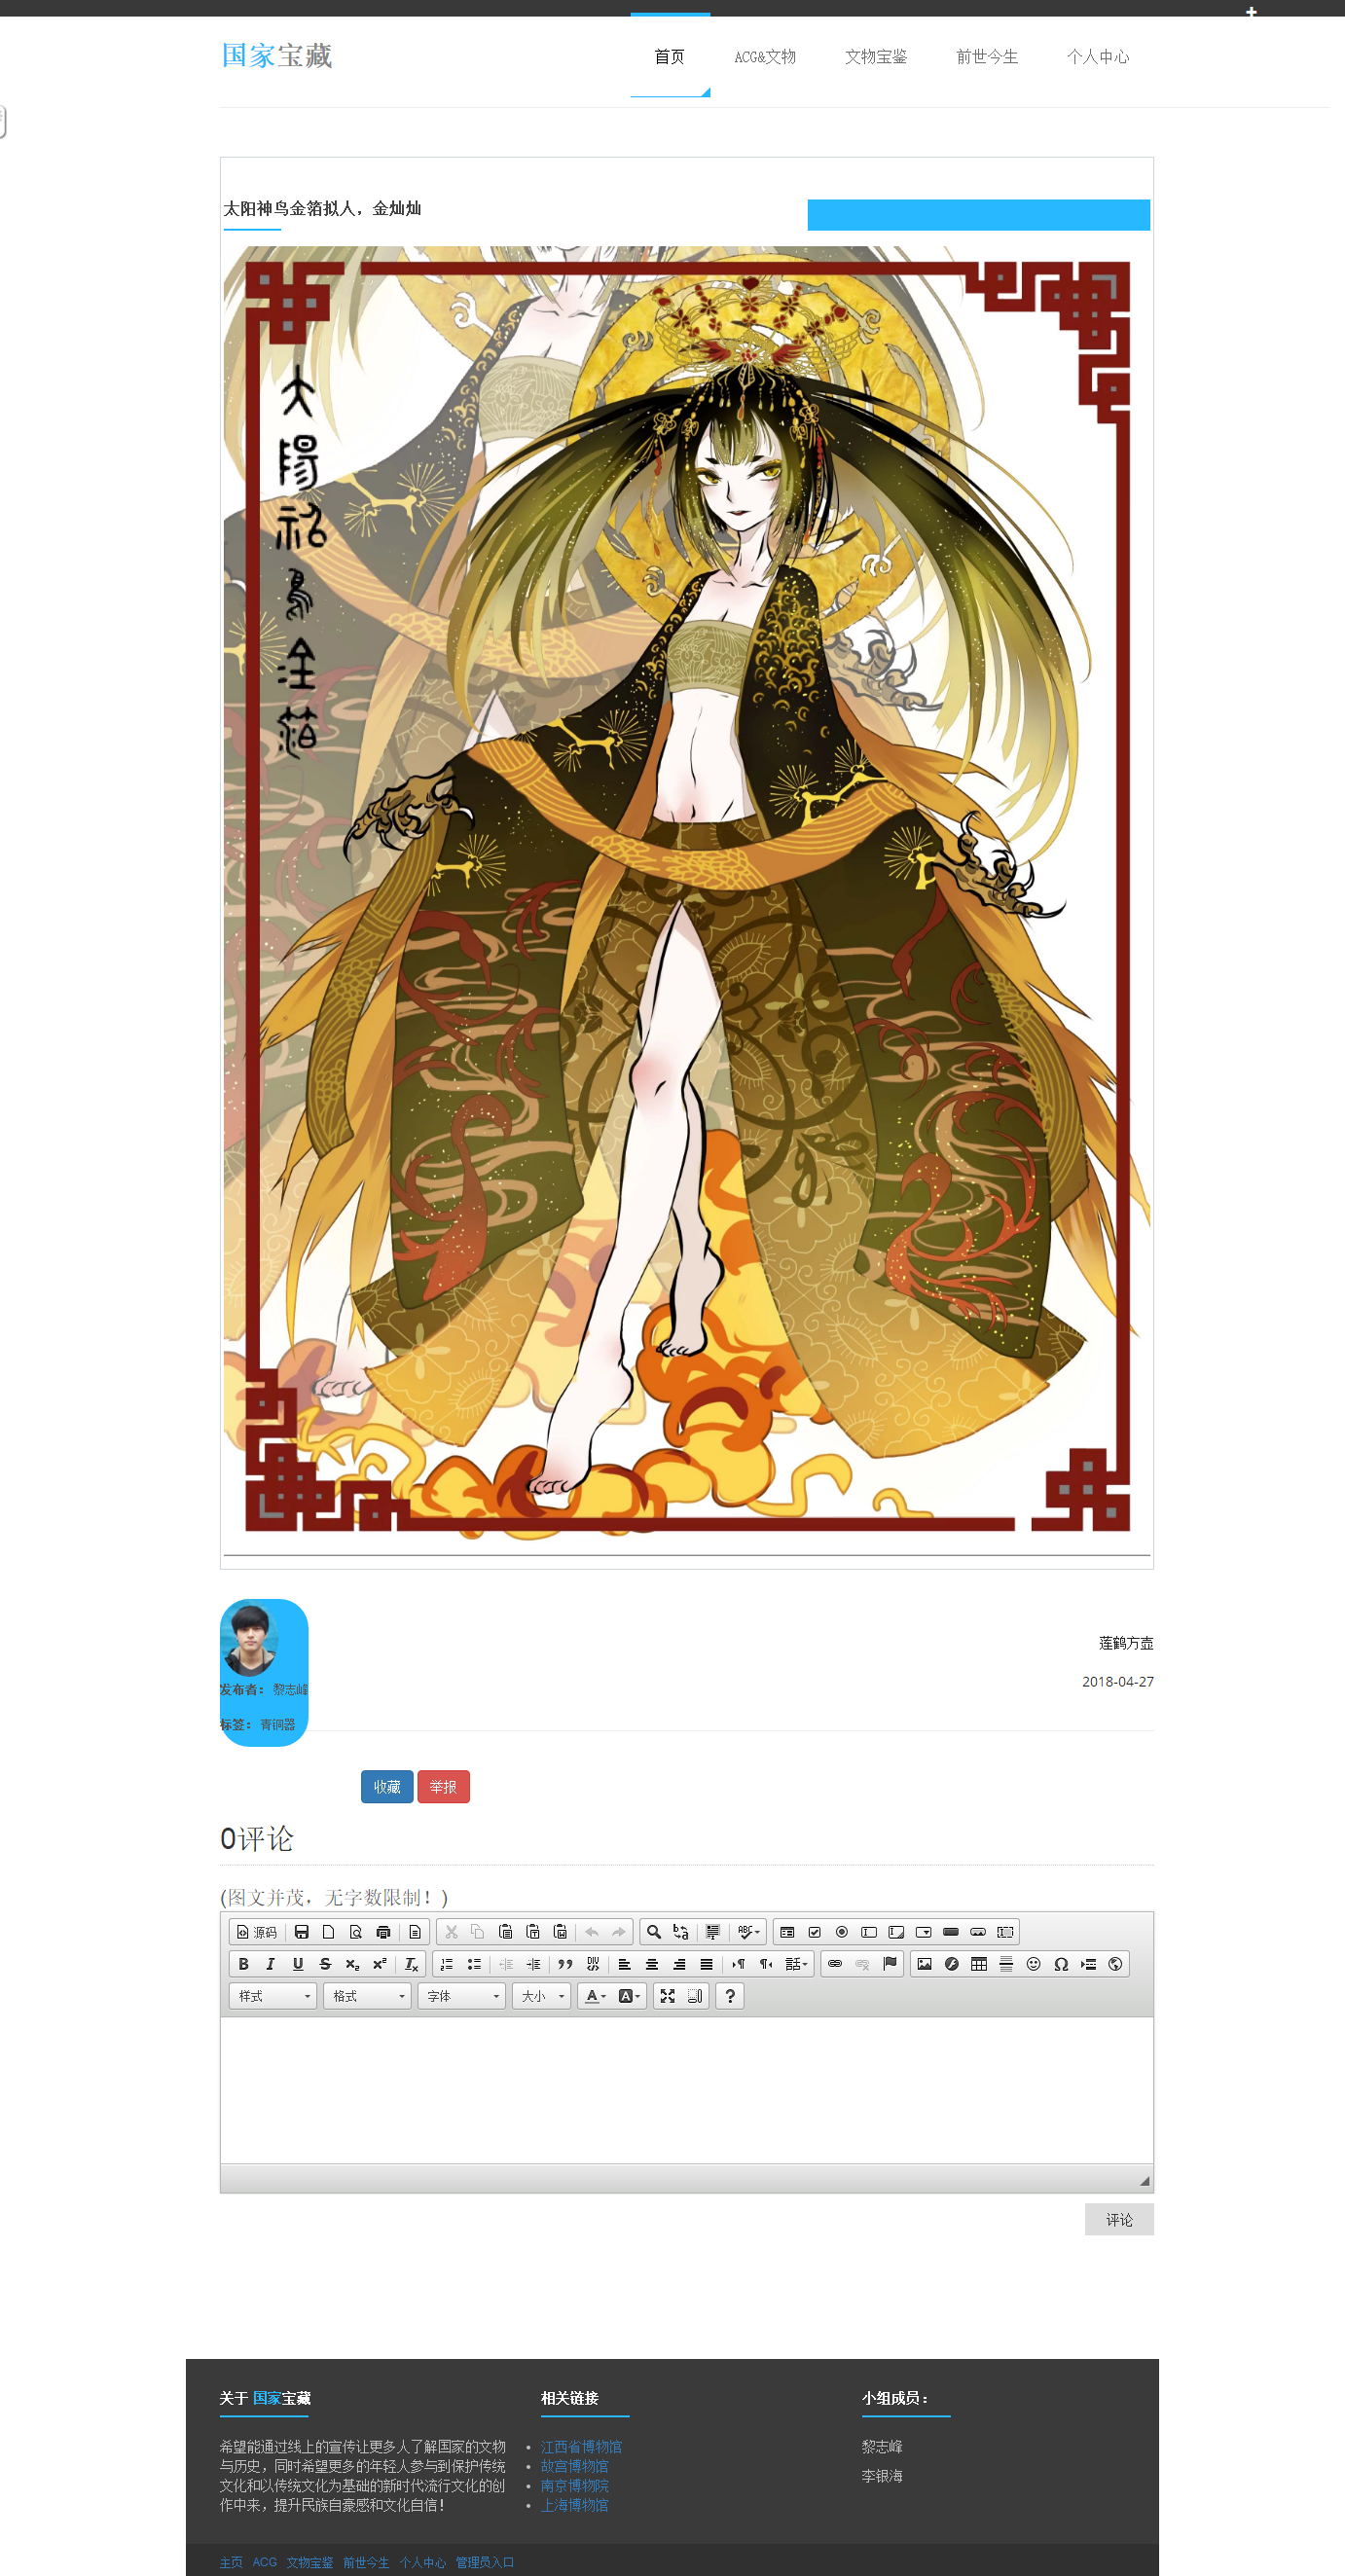 国家宝藏
首页 ACG&文物 文物宝鉴 前世今生 个人中心
太阳神鸟金箔拟人，金灿灿
莲鹤方壶
2018-04-27
发布者： 黎志峰
标签： 青铜器
收藏 举报
0评论
(图文并茂，无字数限制！)
源码
样式 格式 字体 大小
评论
关于 国家宝藏
希望能通过线上的宣传让更多人了解国家的文物
与历史，同时希望更多的年轻人参与到保护传统
文化和以传统文化为基础的新时代流行文化的创
作中来，提升民族自豪感和文化自信！
相关链接
江西省博物馆
故宫博物馆
南京博物院
上海博物馆
小组成员：
黎志峰
李银海
主页 ACG 文物宝鉴 前世今生 个人中心 管理员入口